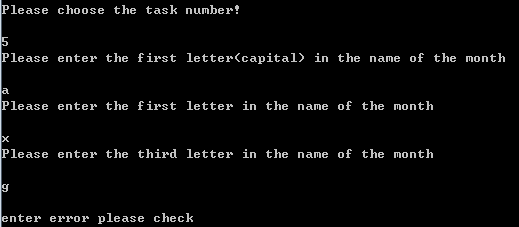 Please choose the task number!
5
Please enter the first letter(capital) in the name of the month
a
Please enter the first letter in the name of the month
x
Please enter the third letter in the name of the month
g
enter error please check